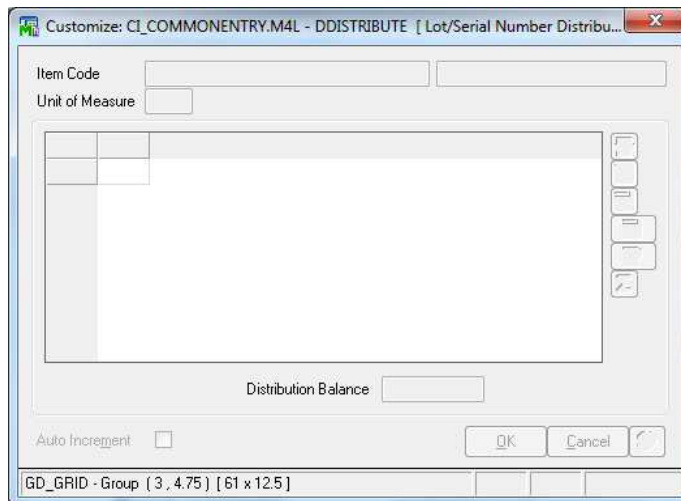 Customize: CI_COMMONENTRY.M4L - DDISTRIBUTE [ Lot/Serial Number Distribu...
Item Code
Unit of Measure
Distribution Balance
Auto Increment
OK
Cancel
GD_GRID - Group ( 3 , 4.75 ) [ 61 x 12.5 ]